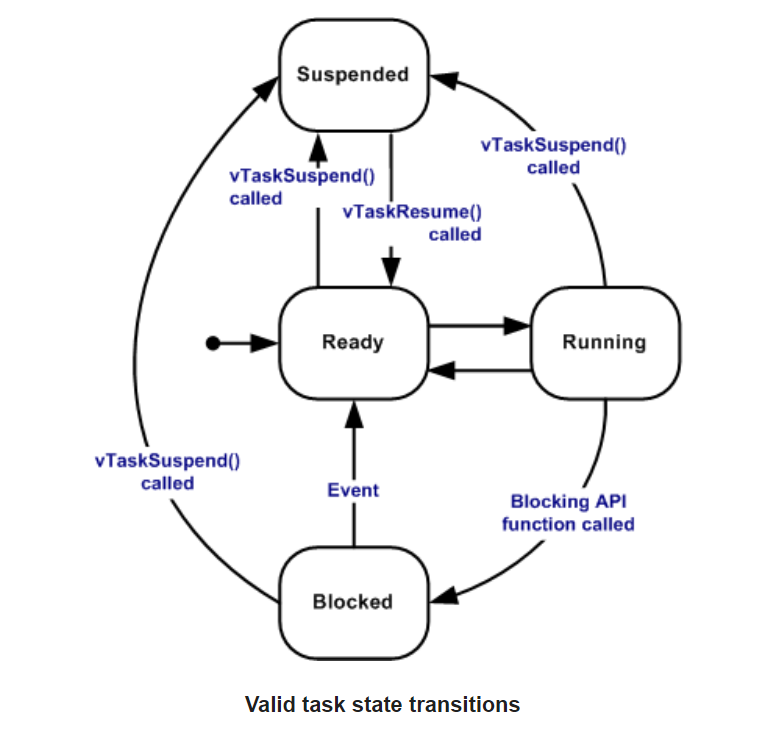 Suspended
vTaskSuspend()
called
vTaskSuspend()
called
vTaskResume()
called
Ready
Running
vTaskSuspend()
called
Event
Blocking API
function called
Blocked
Valid task state transitions